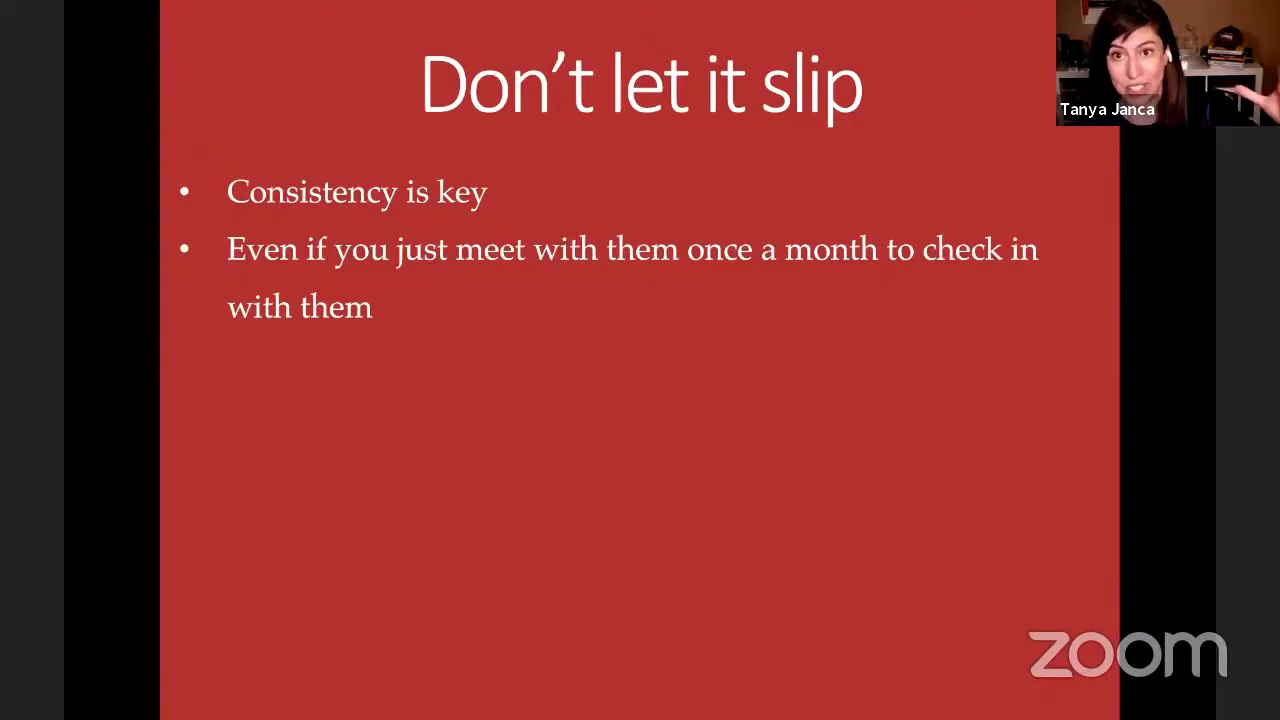 Don’t let it slip
Tanya Janca
• Consistency is key
• Even if you just meet with them once a month to check in
with them
zoom